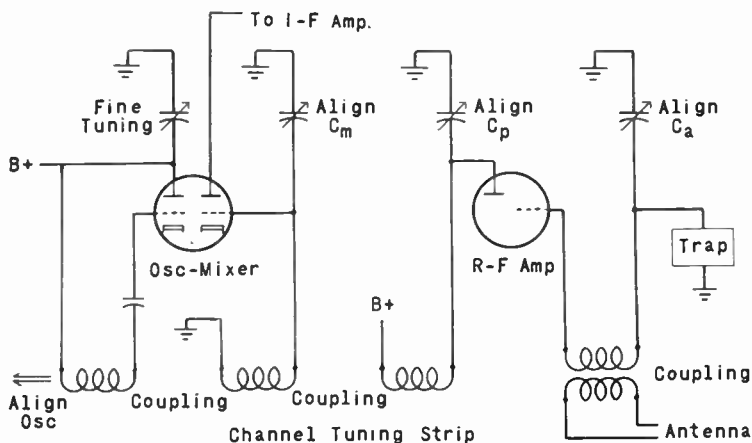 To I-F Amp.
Fine
Tuning
Align
Cm
Align
Cp
Align
Ca
B+
Osc-Mixer
R-F Amp
Trap
B+
Align
Osc
Coupling
Coupling
Coupling
Antenna
Channel Tuning Strip